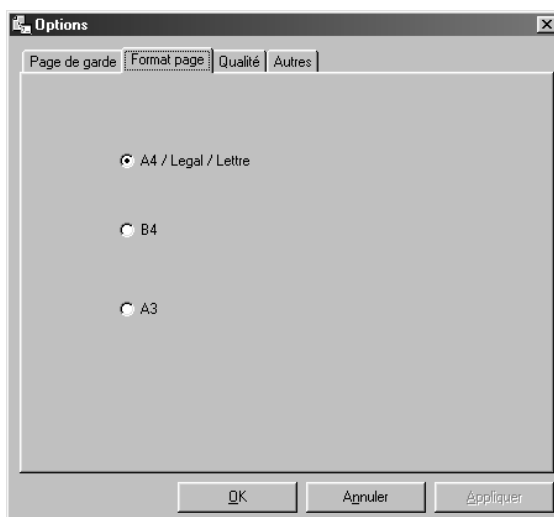 Options
Page de garde Format page Qualité Autres
A4 / Legal / Lettre
B4
A3
OK Annuler Appliquer